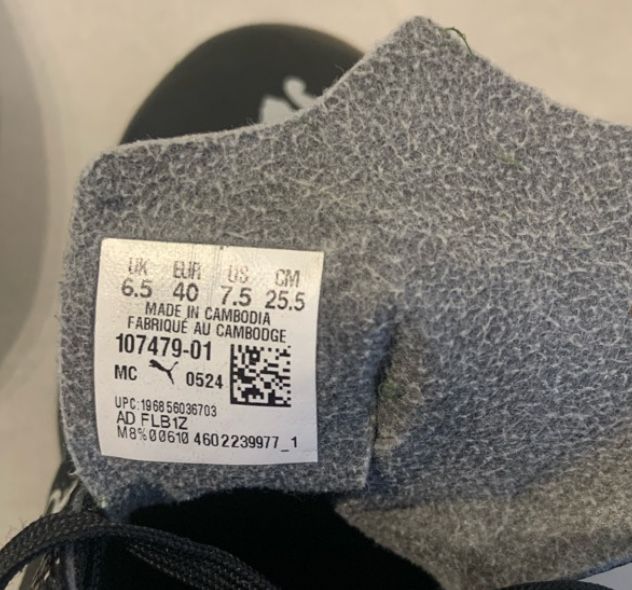 UK EUR US CM
6.5 40 7.5 25.5
MADE IN CAMBODIA
FABRIQUÉ AU CAMBODGE
107479-01
MC 0524
UPC:196856036703
AD FLB1Z
M8%00610 4602239977_1